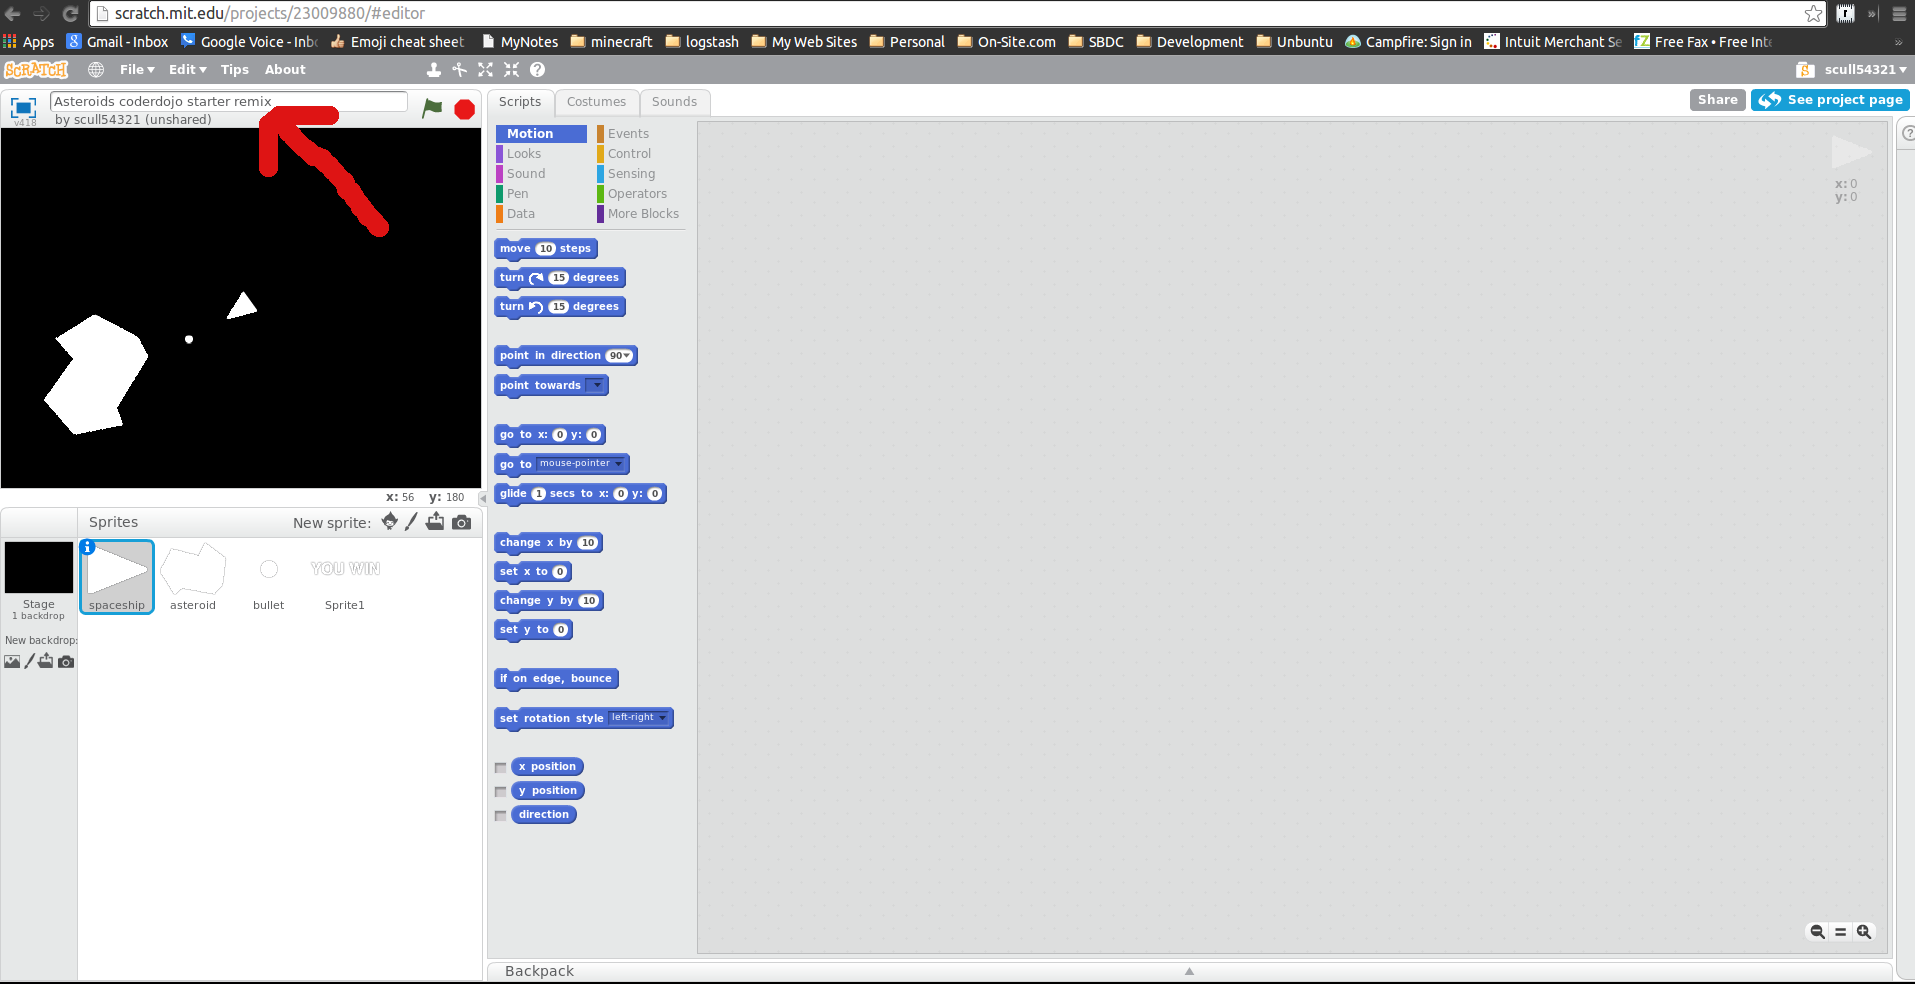 scratch.mit.edu/projects/23009880/#editor
Apps Gmail - Inbox Google Voice - Inbo Emoji cheat sheet MyNotes minecraft logstash My Web Sites Personal On-Site.com SBDC Development Unbuntu Campfire: Sign in Intuit Merchant Se Free Fax • Free Inte »
SCRATCH File Edit Tips About scull54321
Asteroids coderdojo starter remix
v418 by scull54321 (unshared)
Scripts Costumes Sounds Share See project page
Motion Events
Looks Control
Sound Sensing
Pen Operators
Data More Blocks
x: 0
y: 0
move 10 steps
turn 15 degrees
turn 15 degrees
point in direction 90
point towards
go to x: 0 y: 0
go to mouse-pointer
glide 1 secs to x: 0 y: 0
change x by 10
set x to 0
change y by 10
set y to 0
if on edge, bounce
set rotation style left-right
x position
y position
direction
x: 56 y: 180
Sprites New sprite:
YOU WIN
Stage spaceship asteroid bullet Sprite1
1 backdrop
New backdrop:
Backpack